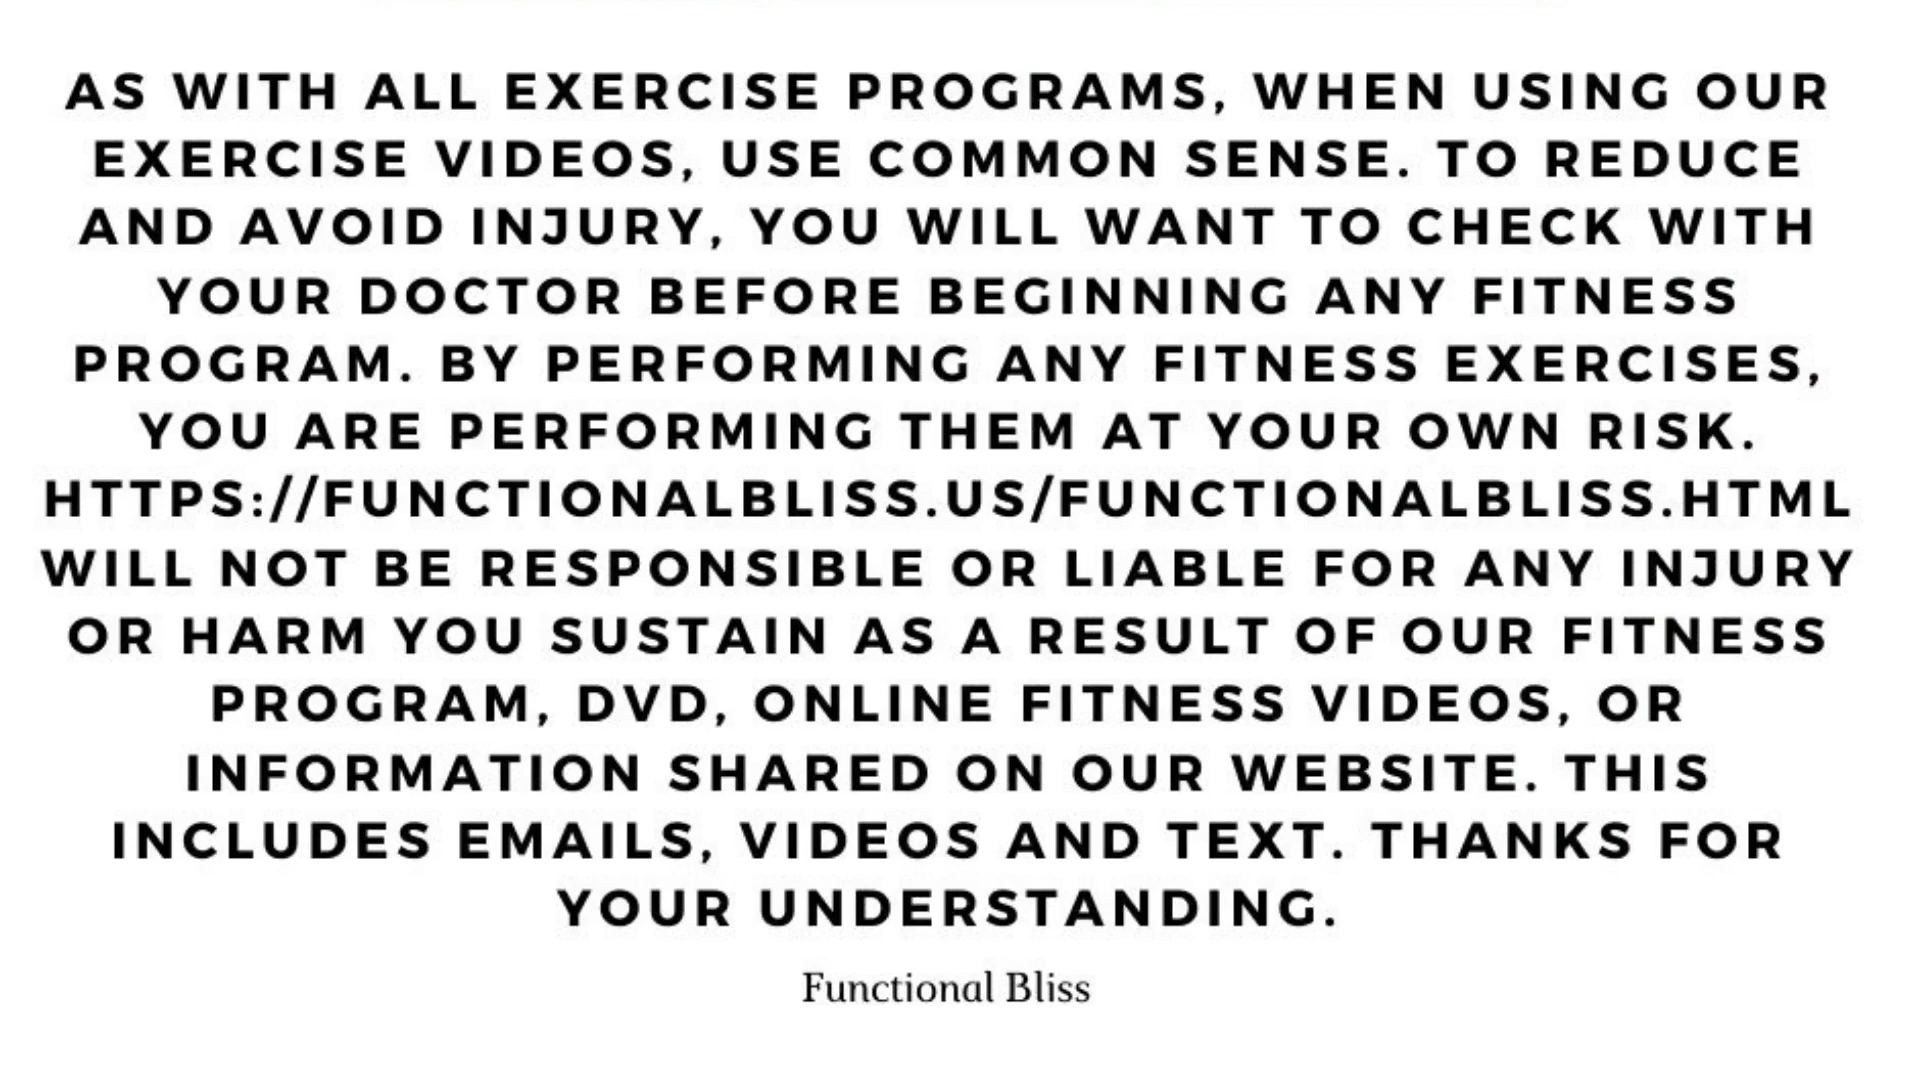 AS WITH ALL EXERCISE PROGRAMS, WHEN USING OUR
EXERCISE VIDEOS, USE COMMON SENSE. TO REDUCE
AND AVOID INJURY, YOU WILL WANT TO CHECK WITH
YOUR DOCTOR BEFORE BEGINNING ANY FITNESS
PROGRAM. BY PERFORMING ANY FITNESS EXERCISES,
YOU ARE PERFORMING THEM AT YOUR OWN RISK.
HTTPS://FUNCTIONALBLISS.US/FUNCTIONALBLISS.HTML
WILL NOT BE RESPONSIBLE OR LIABLE FOR ANY INJURY
OR HARM YOU SUSTAIN AS A RESULT OF OUR FITNESS
PROGRAM, DVD, ONLINE FITNESS VIDEOS, OR
INFORMATION SHARED ON OUR WEBSITE. THIS
INCLUDES EMAILS, VIDEOS AND TEXT. THANKS FOR
YOUR UNDERSTANDING.
Functional Bliss